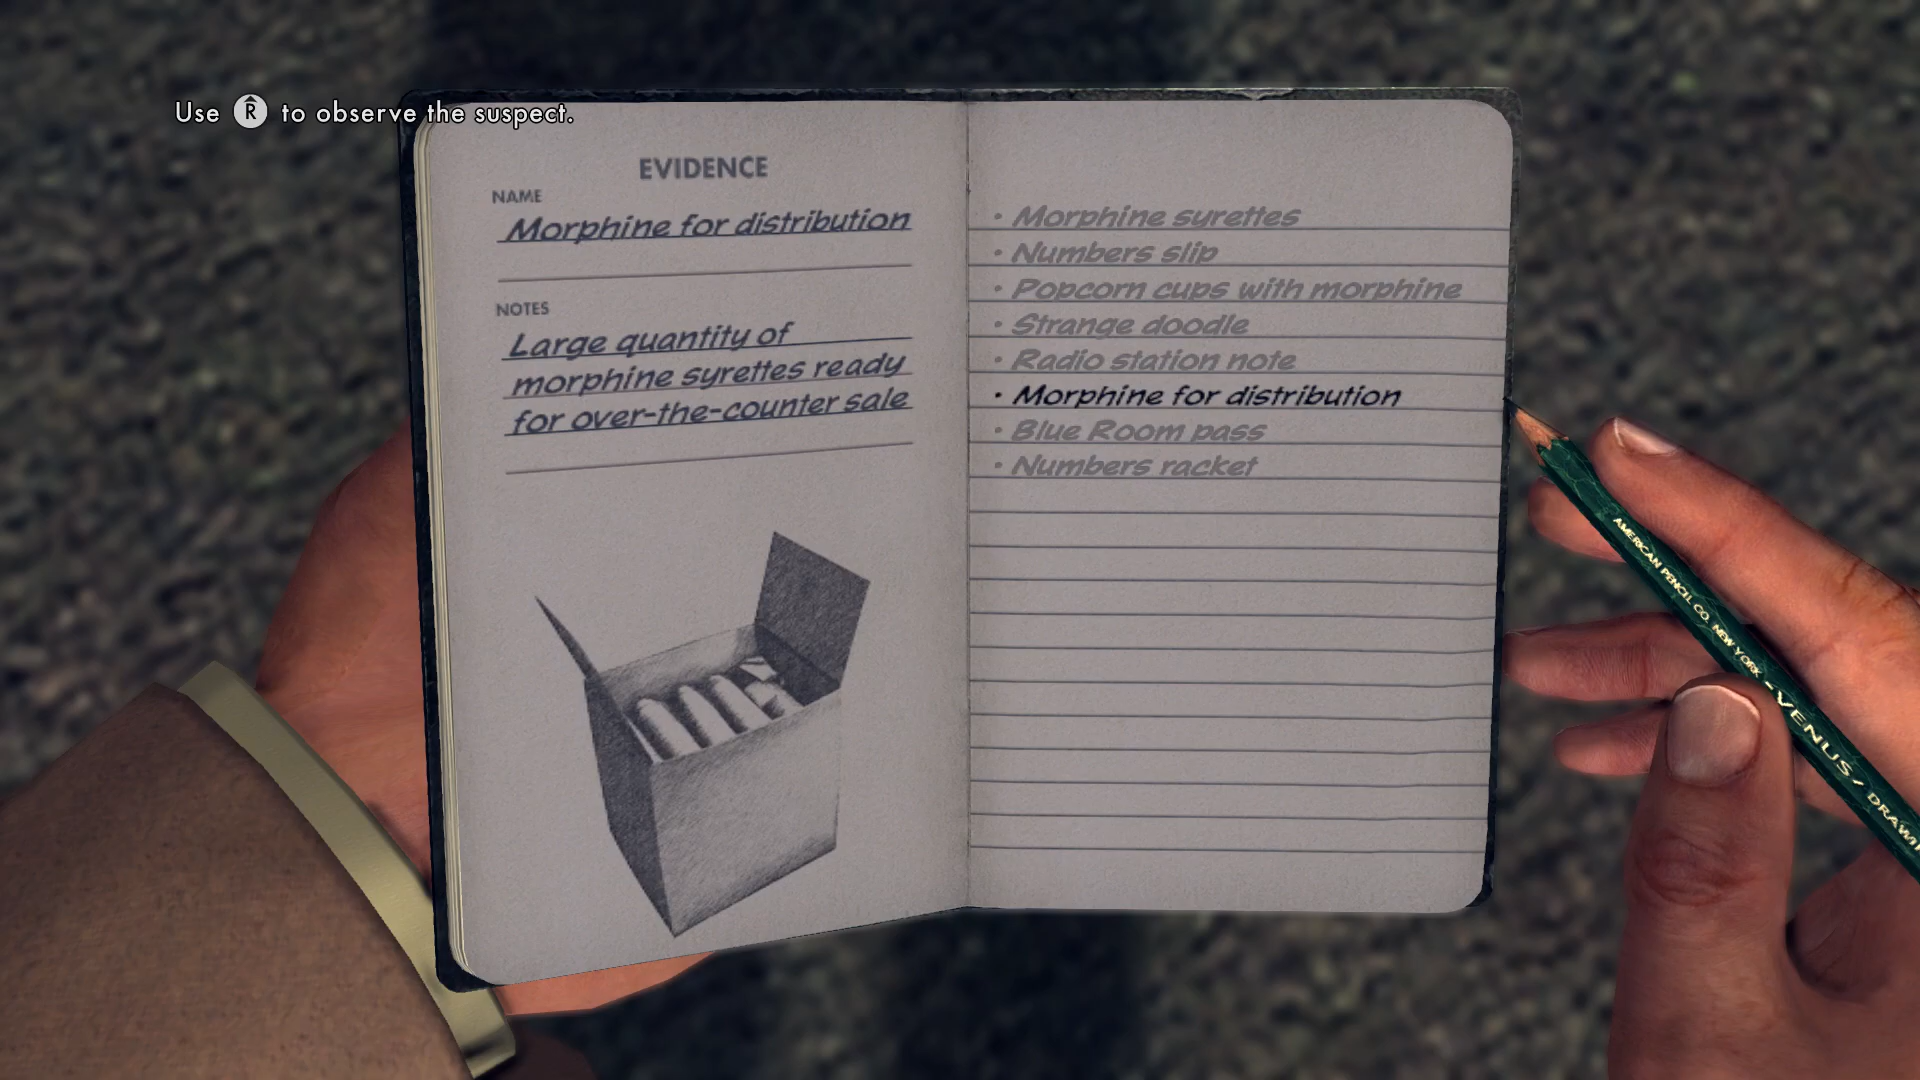 Use R to observe the suspect.
EVIDENCE
NAME
Morphine for distribution
NOTES
Large quantity of
morphine syrettes ready
for over-the-counter sale
• Morphine syrettes
• Numbers slip
• Popcorn cups with morphine
• Strange doodle
• Radio station note
• Morphine for distribution
• Blue Room pass
• Numbers racket
AMERICAN PENCIL CO. NEW YORK -VENUS/ DRAWI